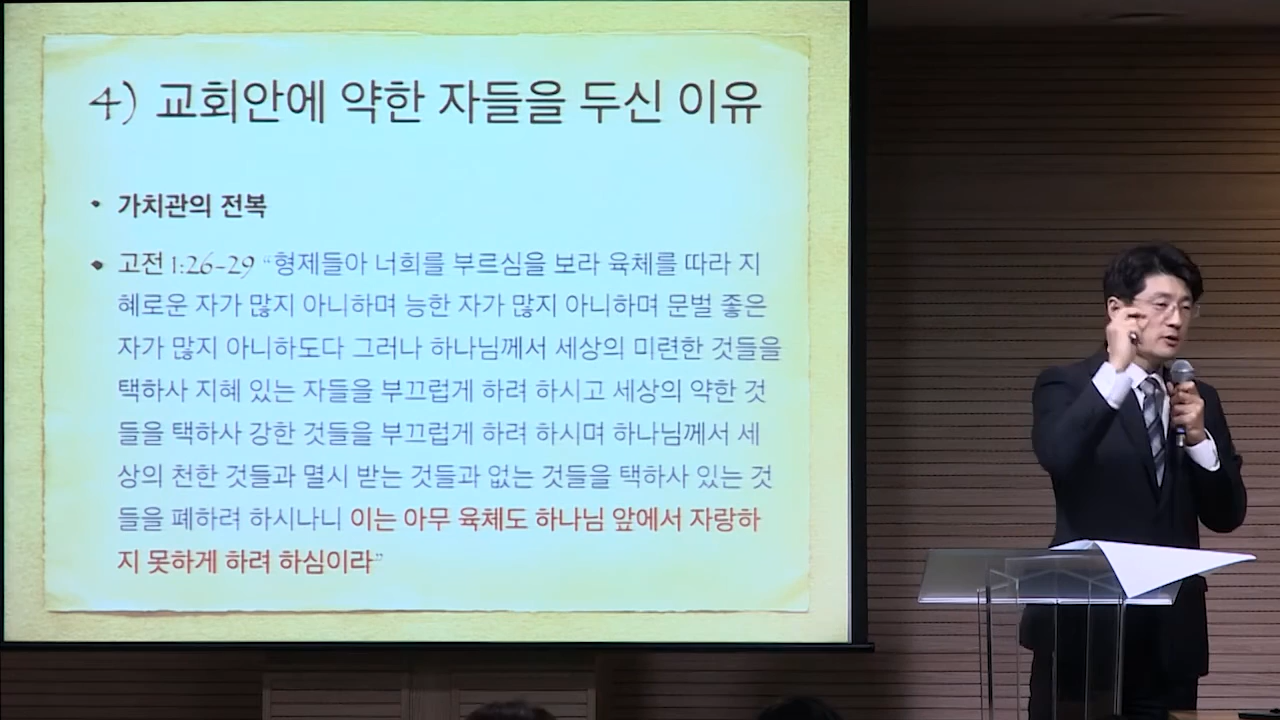 4) 교회안에 약한 자들을 두신 이유
• 가치관의 전복
• 고전 1:26-29 “형제들아 너희를 부르심을 보라 육체를 따라 지
혜로운 자가 많지 아니하며 능한 자가 많지 아니하며 문벌 좋은
자가 많지 아니하도다 그러나 하나님께서 세상의 미련한 것들을
택하사 지혜 있는 자들을 부끄럽게 하려 하시고 세상의 약한 것
들을 택하사 강한 것들을 부끄럽게 하려 하시며 하나님께서 세
상의 천한 것들과 멸시 받는 것들과 없는 것들을 택하사 있는 것
들을 폐하려 하시나니 이는 아무 육체도 하나님 앞에서 자랑하
지 못하게 하려 하심이라”